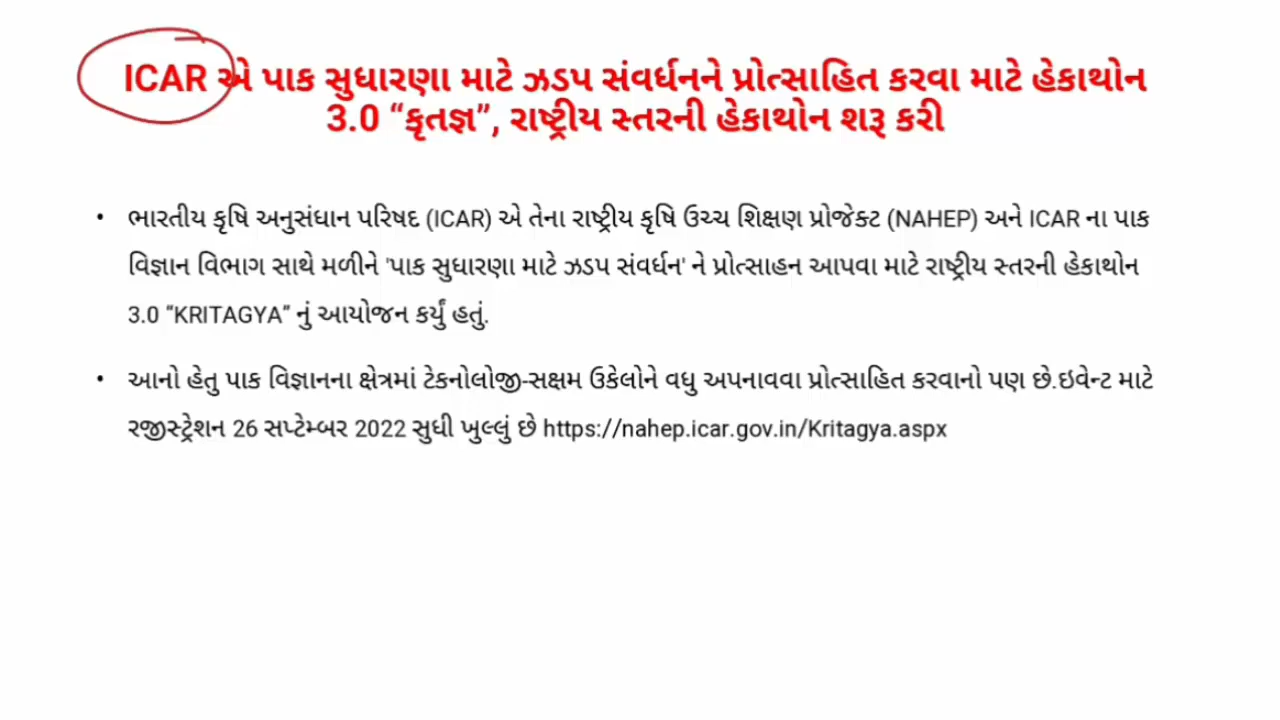 ICAR એ પાક સુધારણા માટે ઝડપ સંવર્ધનને પ્રોત્સાહિત કરવા માટે હેકાથોન
3.0 “કૃતજ્ઞ”, રાષ્ટ્રીય સ્તરની હેકાથોન શરૂ કરી
• ભારતીય કૃષિ અનુસંધાન પરિષદ (ICAR) એ તેના રાષ્ટ્રીય કૃષિ ઉચ્ચ શિક્ષણ પ્રોજેક્ટ (NAHEP) અને ICAR ના પાક
વિજ્ઞાન વિભાગ સાથે મળીને 'પાક સુધારણા માટે ઝડપ સંવર્ધન' ને પ્રોત્સાહન આપવા માટે રાષ્ટ્રીય સ્તરની હેકાથોન
3.0 “KRITAGYA” નું આયોજન કર્યું હતું.
• આનો હેતુ પાક વિજ્ઞાનના ક્ષેત્રમાં ટેકનોલોજી-સક્ષમ ઉકેલોને વધુ અપનાવવા પ્રોત્સાહિત કરવાનો પણ છે.ઇવેન્ટ માટે
રજીસ્ટ્રેશન 26 સપ્ટેમ્બર 2022 સુધી ખુલ્લું છે https://nahep.icar.gov.in/Kritagya.aspx